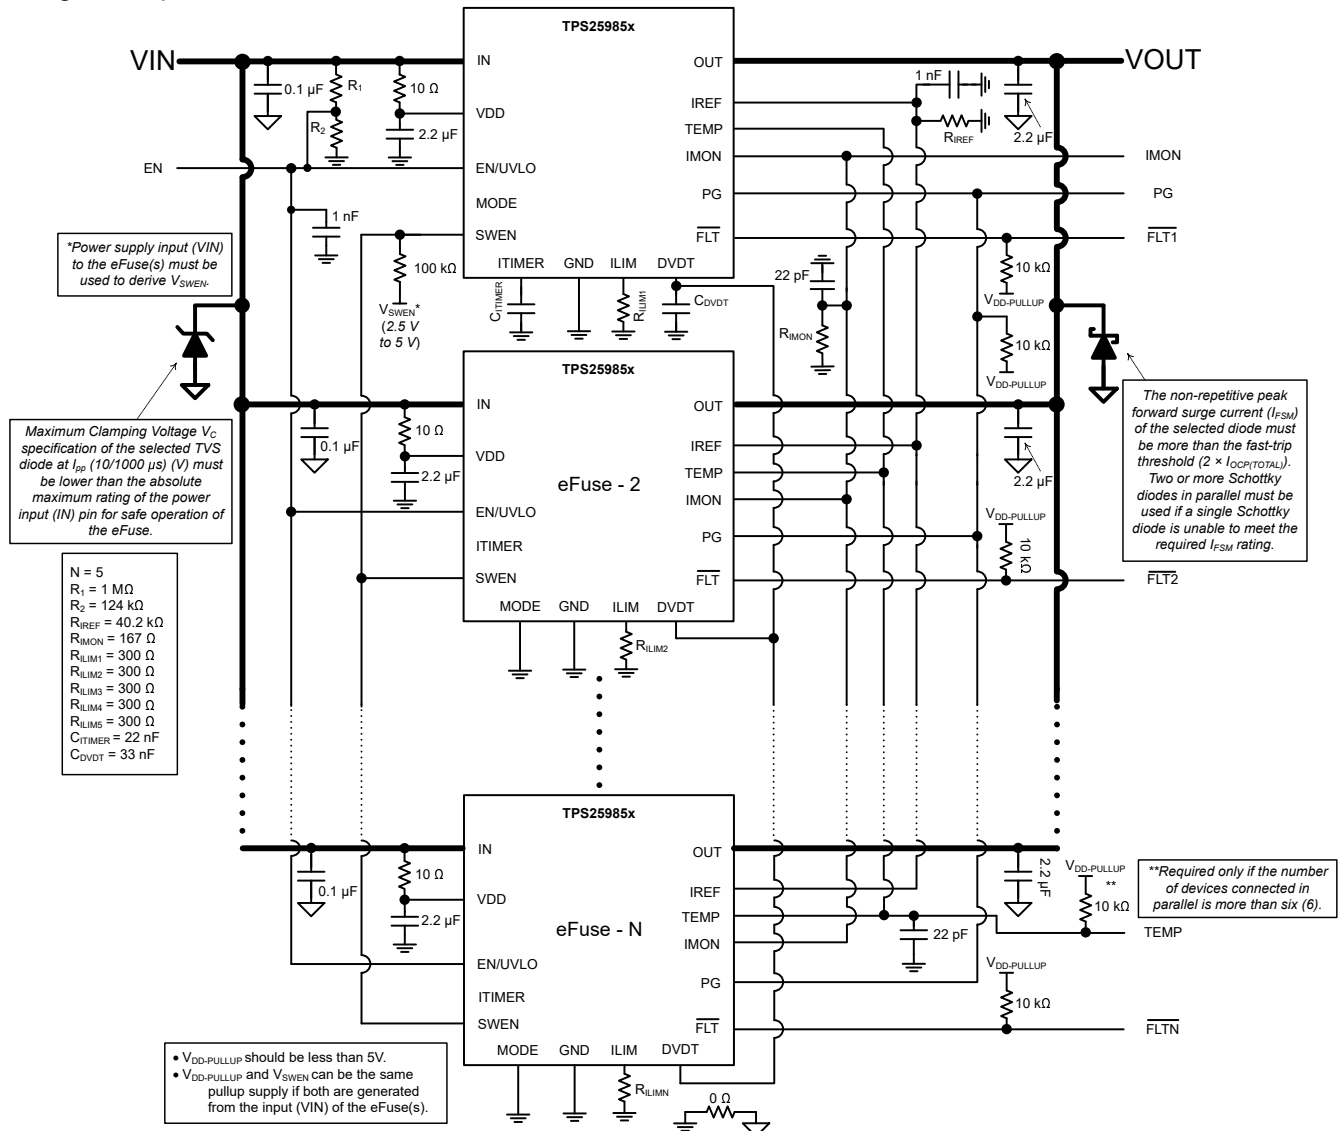 TPS25985x
VIN
VOUT
IN
OUT
0.1 µF
R1
10 Ω
1 nF
IREF
VDD
R2
2.2 µF
TEMP
RIREF
2.2 µF
EN
EN/UVLO
IMON
IMON
MODE
PG
PG
1 nF
SWEN
FLT
FLT1
*Power supply input (VIN)
to the eFuse(s) must be
used to derive VSWEN.
100 kΩ
ITIMER
GND
ILIM
DVDT
22 pF
10 kΩ
VSWEN*
(2.5 V
to 5 V)
CITIMER
RILIM1
CDVDT
VDD-PULLUP
RIMON
10 kΩ
VDD-PULLUP
TPS25985x
IN
OUT
0.1 µF
10 Ω
IREF
VDD
2.2 µF
TEMP
2.2 µF
eFuse - 2
IMON
EN/UVLO
VDD-PULLUP
PG
10 kΩ
ITIMER
SWEN
FLT
FLT2
MODE
GND
ILIM
DVDT
RILIM2
Maximum Clamping Voltage VC
specification of the selected TVS
diode at Ipp (10/1000 µs) (V) must
be lower than the absolute
maximum rating of the power
input (IN) pin for safe operation of
the eFuse.
The non-repetitive peak
forward surge current (IFSM)
of the selected diode must
be more than the fast-trip
threshold (2 × IOCP(TOTAL)).
Two or more Schottky
diodes in parallel must be
used if a single Schottky
diode is unable to meet the
required IFSM rating.
N = 5
R1 = 1 MΩ
R2 = 124 kΩ
RIREF = 40.2 kΩ
RIMON = 167 Ω
RILIM1 = 300 Ω
RILIM2 = 300 Ω
RILIM3 = 300 Ω
RILIM4 = 300 Ω
RILIM5 = 300 Ω
CITIMER = 22 nF
CDVDT = 33 nF
TPS25985x
IN
OUT
0.1 µF
10 Ω
IREF
2.2 µF
VDD-PULLUP
**
10 kΩ
**Required only if the number
of devices connected in
parallel is more than six (6).
VDD
2.2 µF
TEMP
TEMP
eFuse - N
IMON
22 pF
EN/UVLO
VDD-PULLUP
PG
10 kΩ
ITIMER
SWEN
FLT
FLTN
MODE
GND
ILIM
DVDT
RILIMN
0 Ω
• VDD-PULLUP should be less than 5V.
• VDD-PULLUP and VSWEN can be the same
pullup supply if both are generated
from the input (VIN) of the eFuse(s).